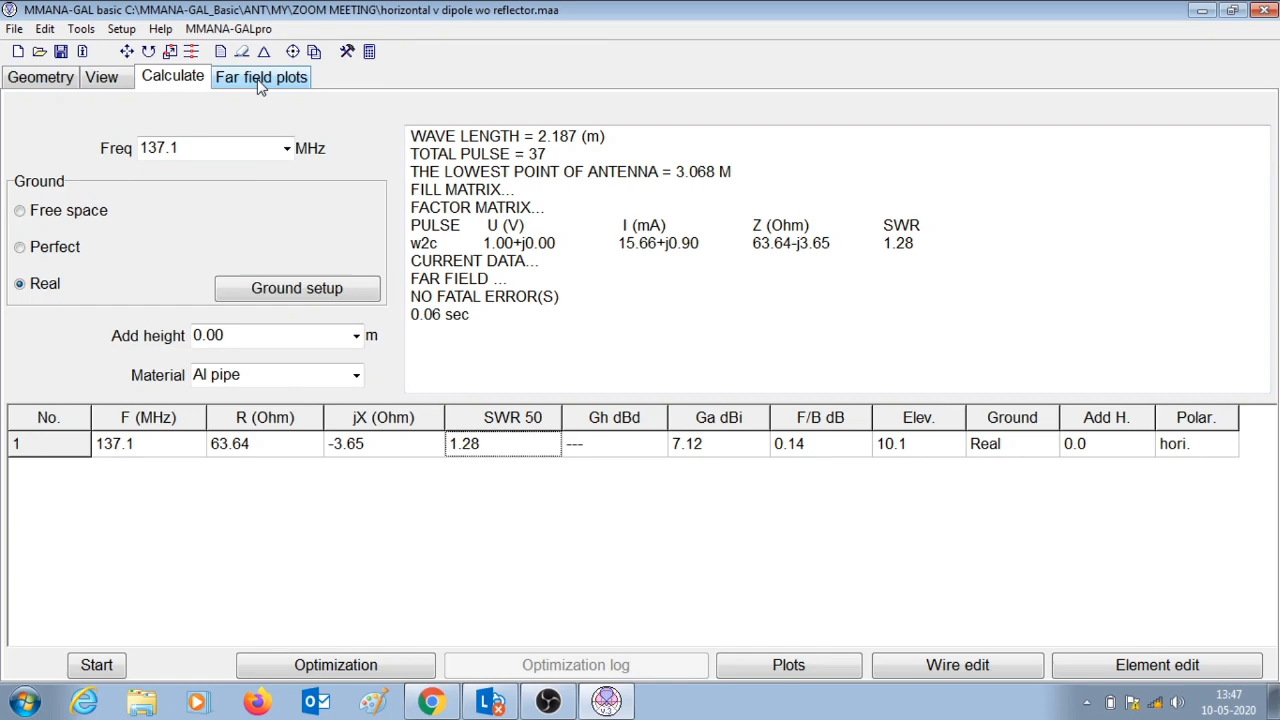 MMANA-GAL basic C:\MMANA-GAL_Basic\ANT\MY\ZOOM MEETING\horizontal v dipole wo reflector.maa
File Edit Tools Setup Help MMANA-GALpro
Geometry View Calculate Far field plots
Freq 137.1 MHz
Ground
Free space
Perfect
Real Ground setup
Add height 0.00 m
Material Al pipe
WAVE LENGTH = 2.187 (m)
TOTAL PULSE = 37
THE LOWEST POINT OF ANTENNA = 3.068 M
FILL MATRIX...
FACTOR MATRIX...
PULSE U (V) I (mA) Z (Ohm) SWR
w2c 1.00+j0.00 15.66+j0.90 63.64-j3.65 1.28
CURRENT DATA...
FAR FIELD ...
NO FATAL ERROR(S)
0.06 sec
No. F (MHz) R (Ohm) jX (Ohm) SWR 50 Gh dBd Ga dBi F/B dB Elev. Ground Add H. Polar.
1 137.1 63.64 -3.65 1.28 --- 7.12 0.14 10.1 Real 0.0 hori.
Start Optimization Optimization log Plots Wire edit Element edit
13:47
10-05-2020